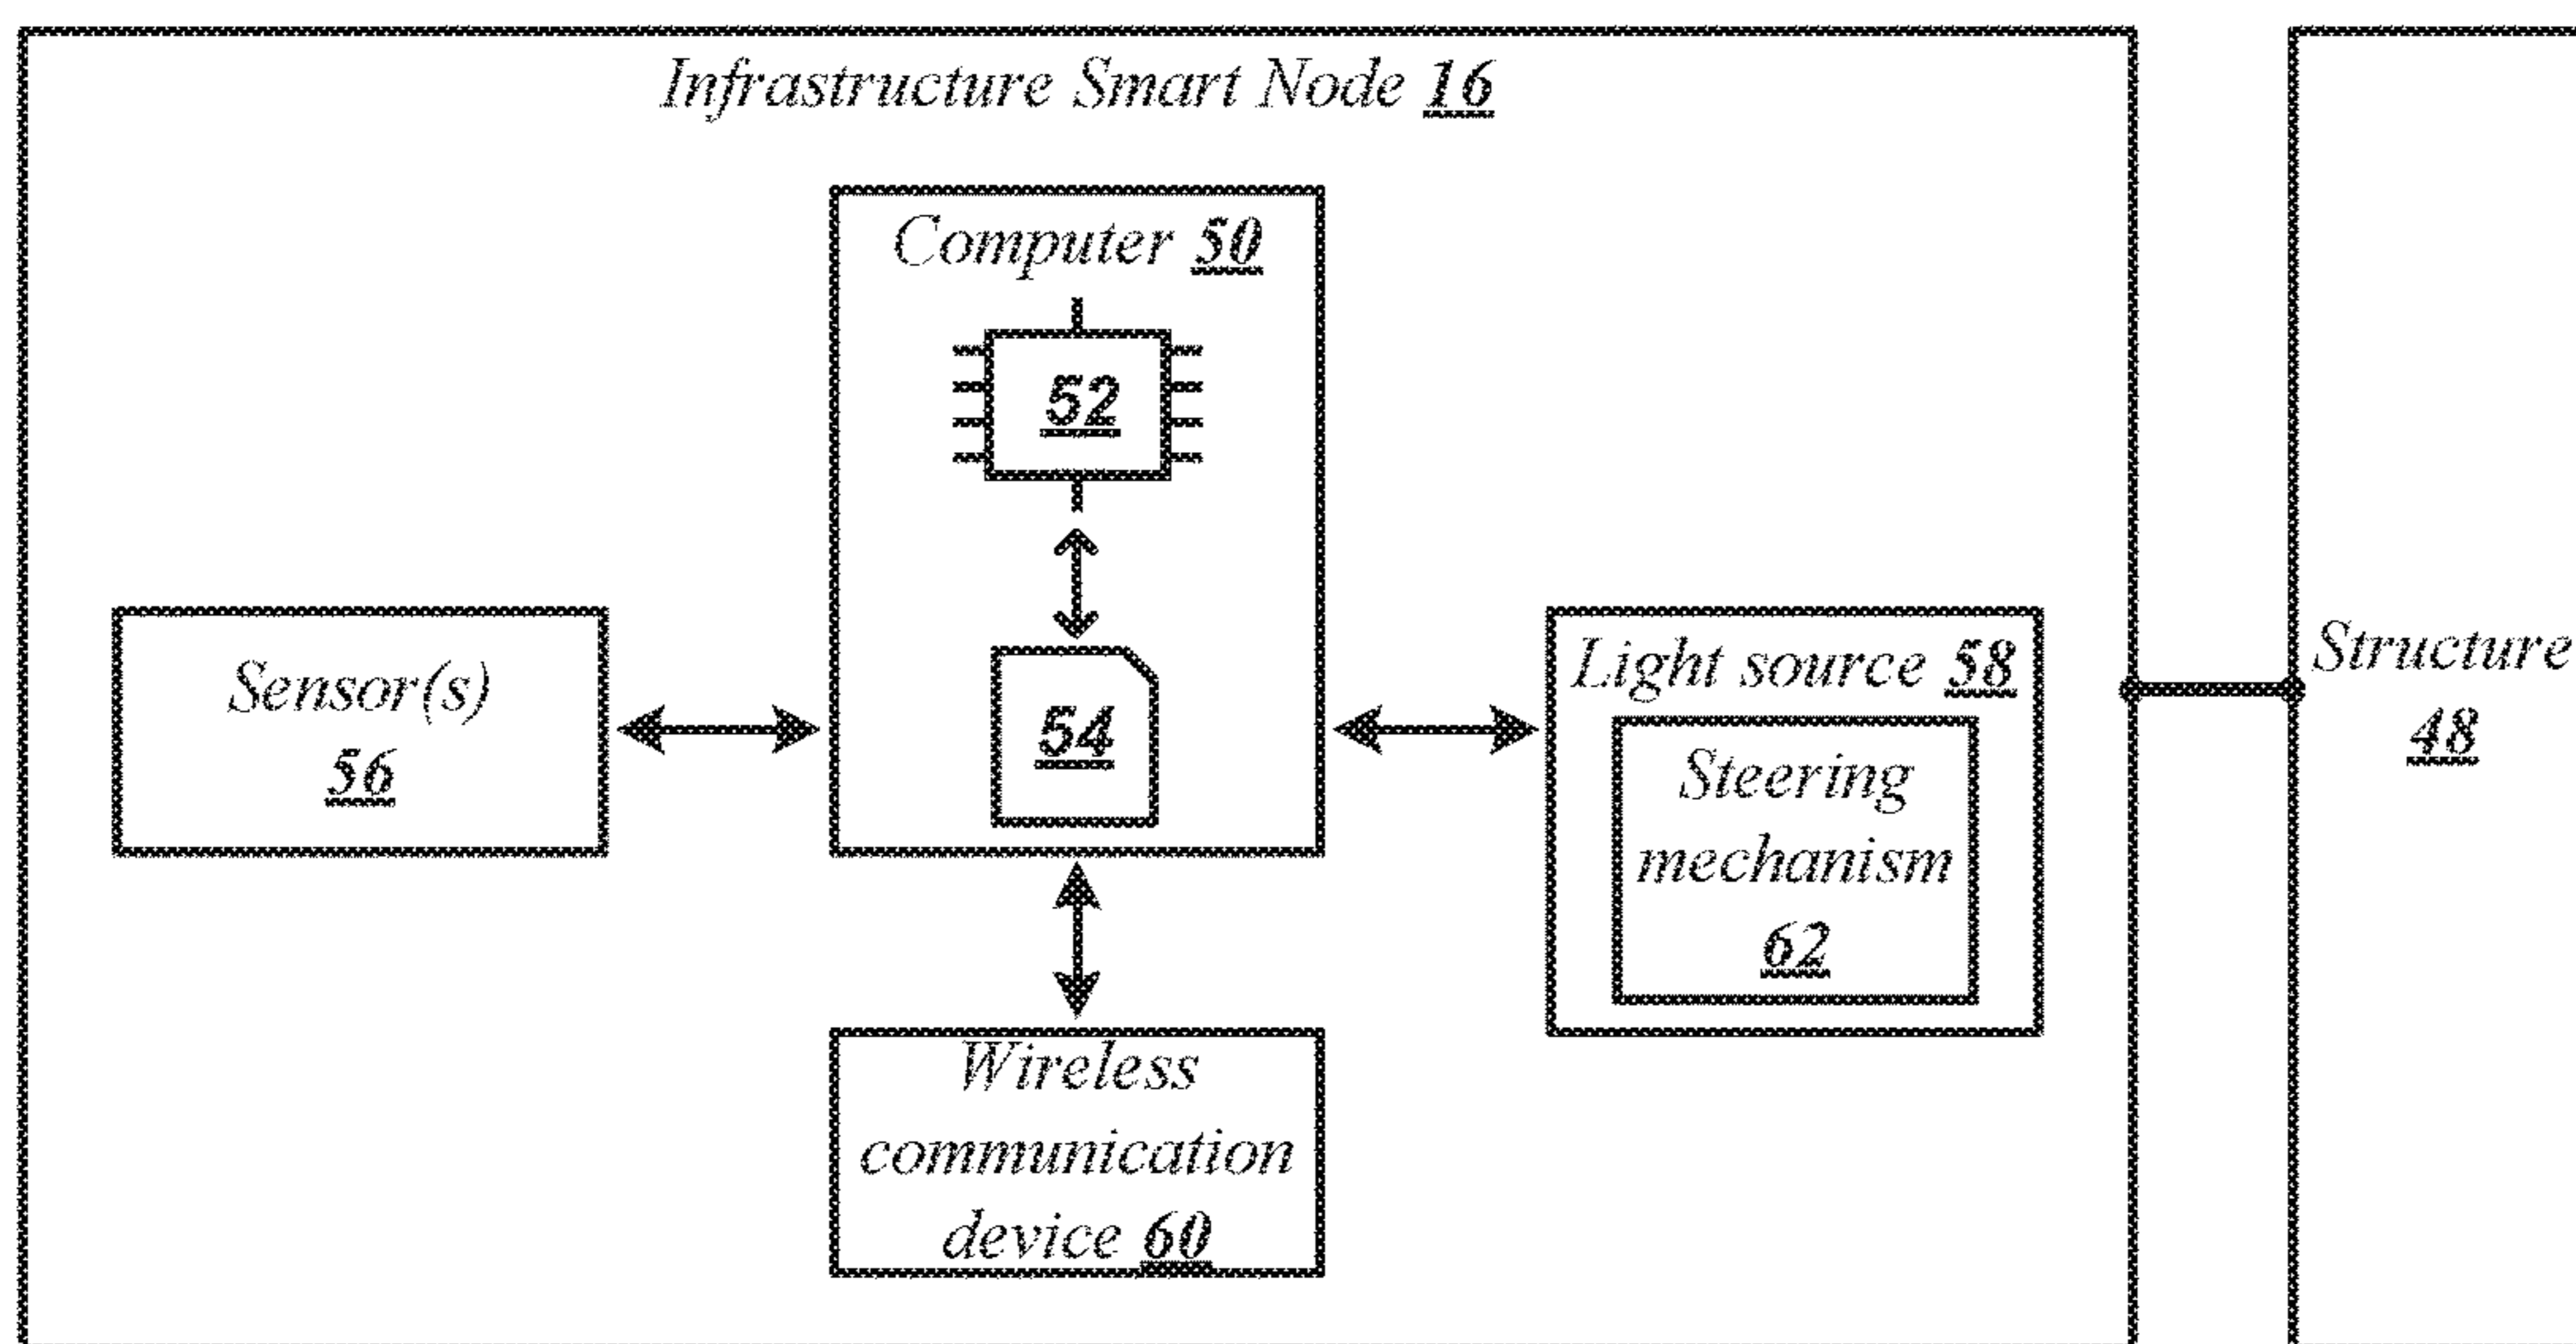 Infrastructure Smart Node 16
Computer 50
52
54
Sensor(s)
56
Light source 58
Steering
mechanism
62
Wireless
communication
device 60
Structure
48